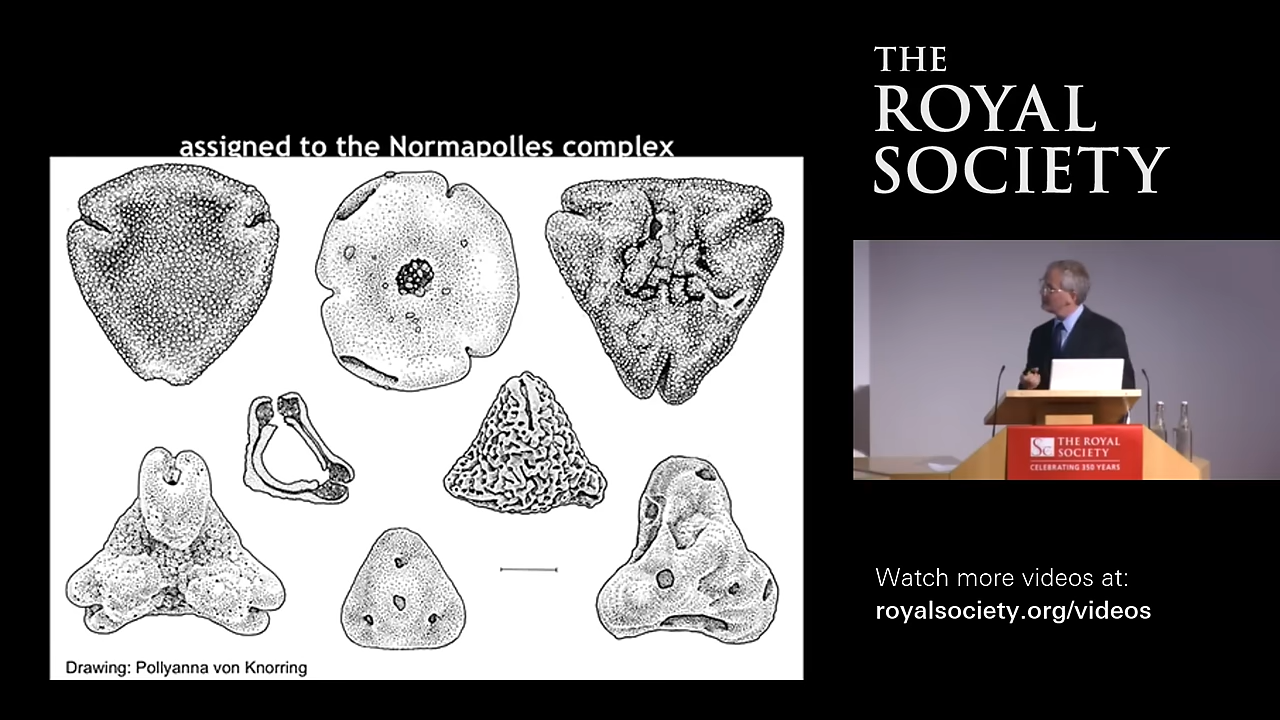 assigned to the Normapolles complex
Drawing: Pollyanna von Knorring
THE
ROYAL
SOCIETY
THE ROYAL
SOCIETY
CELEBRATING 350 YEARS
Watch more videos at:
royalsociety.org/videos